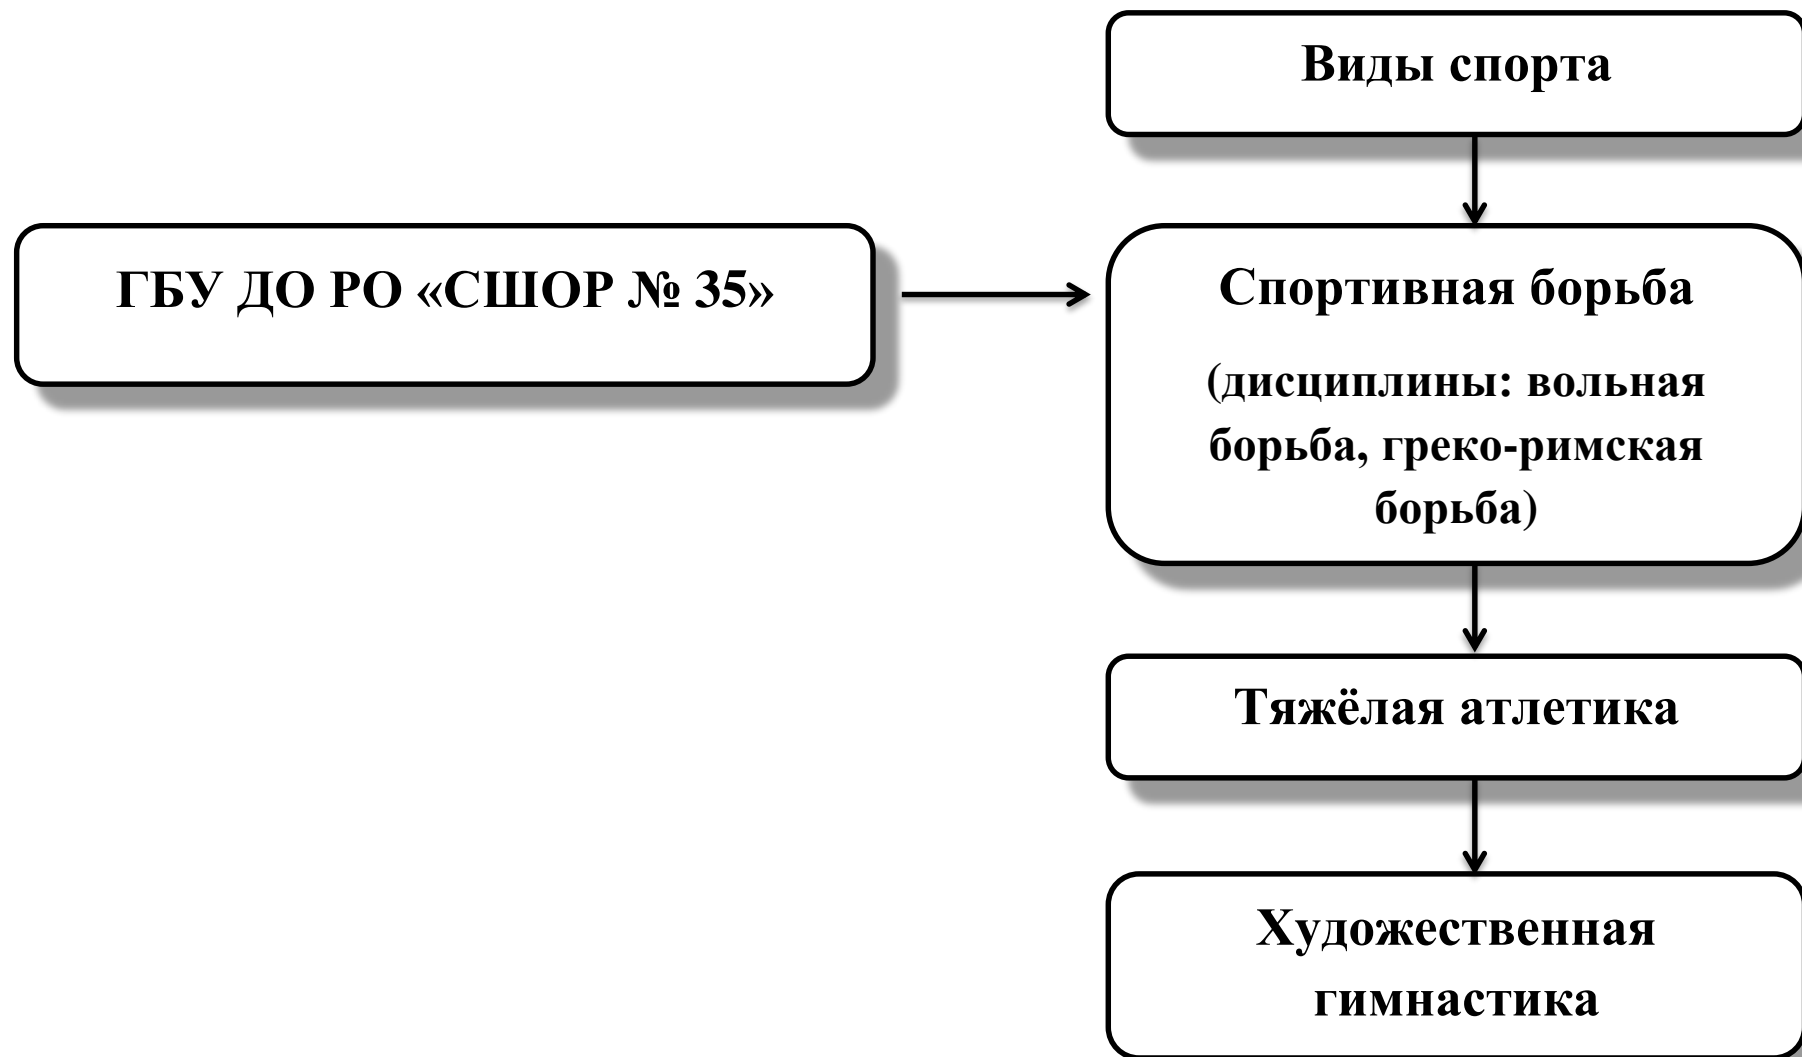 Виды спорта
ГБУ ДО РО «СШОР № 35»
Спортивная борьба
(дисциплины: вольная
борьба, греко-римская
борьба)
Тяжёлая атлетика
Художественная
гимнастика